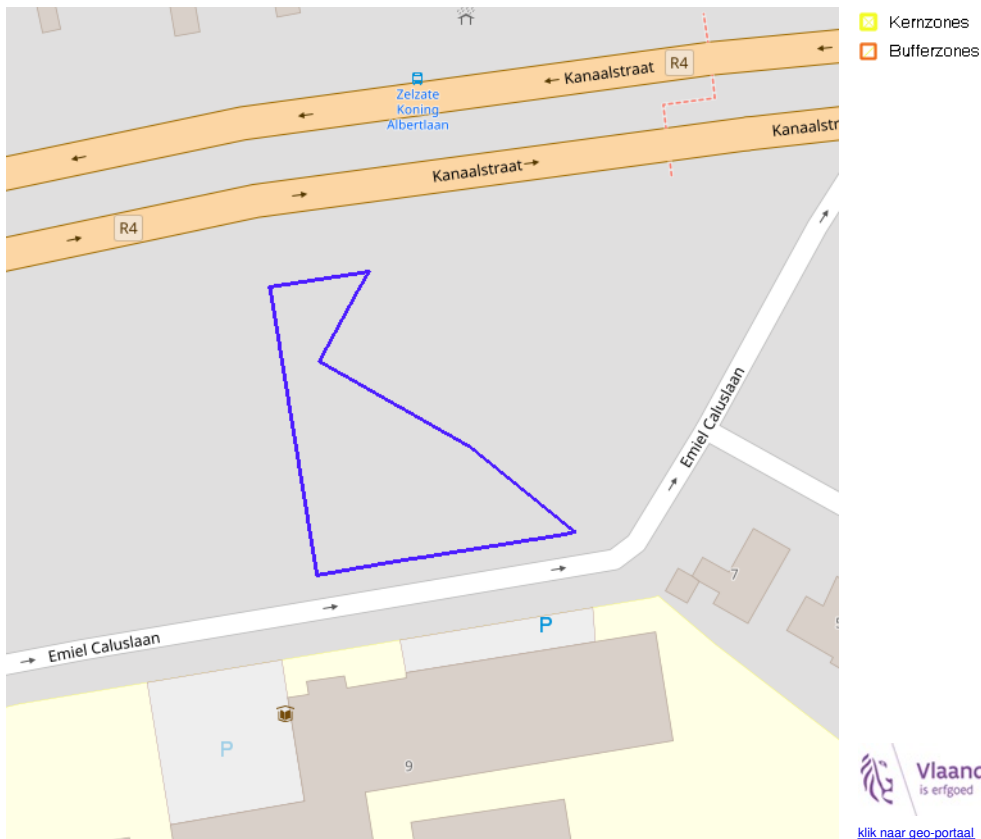 Kernzones
Bufferzones
Kanaalstraat
R4
Zelzate
Koning
Albertlaan
Kanaalstr
Kanaalstraat
R4
Emiel Caluslaan
7
P
Emiel Caluslaan
P
9
Vlaand
is erfgoed
klik naar geo-portaal